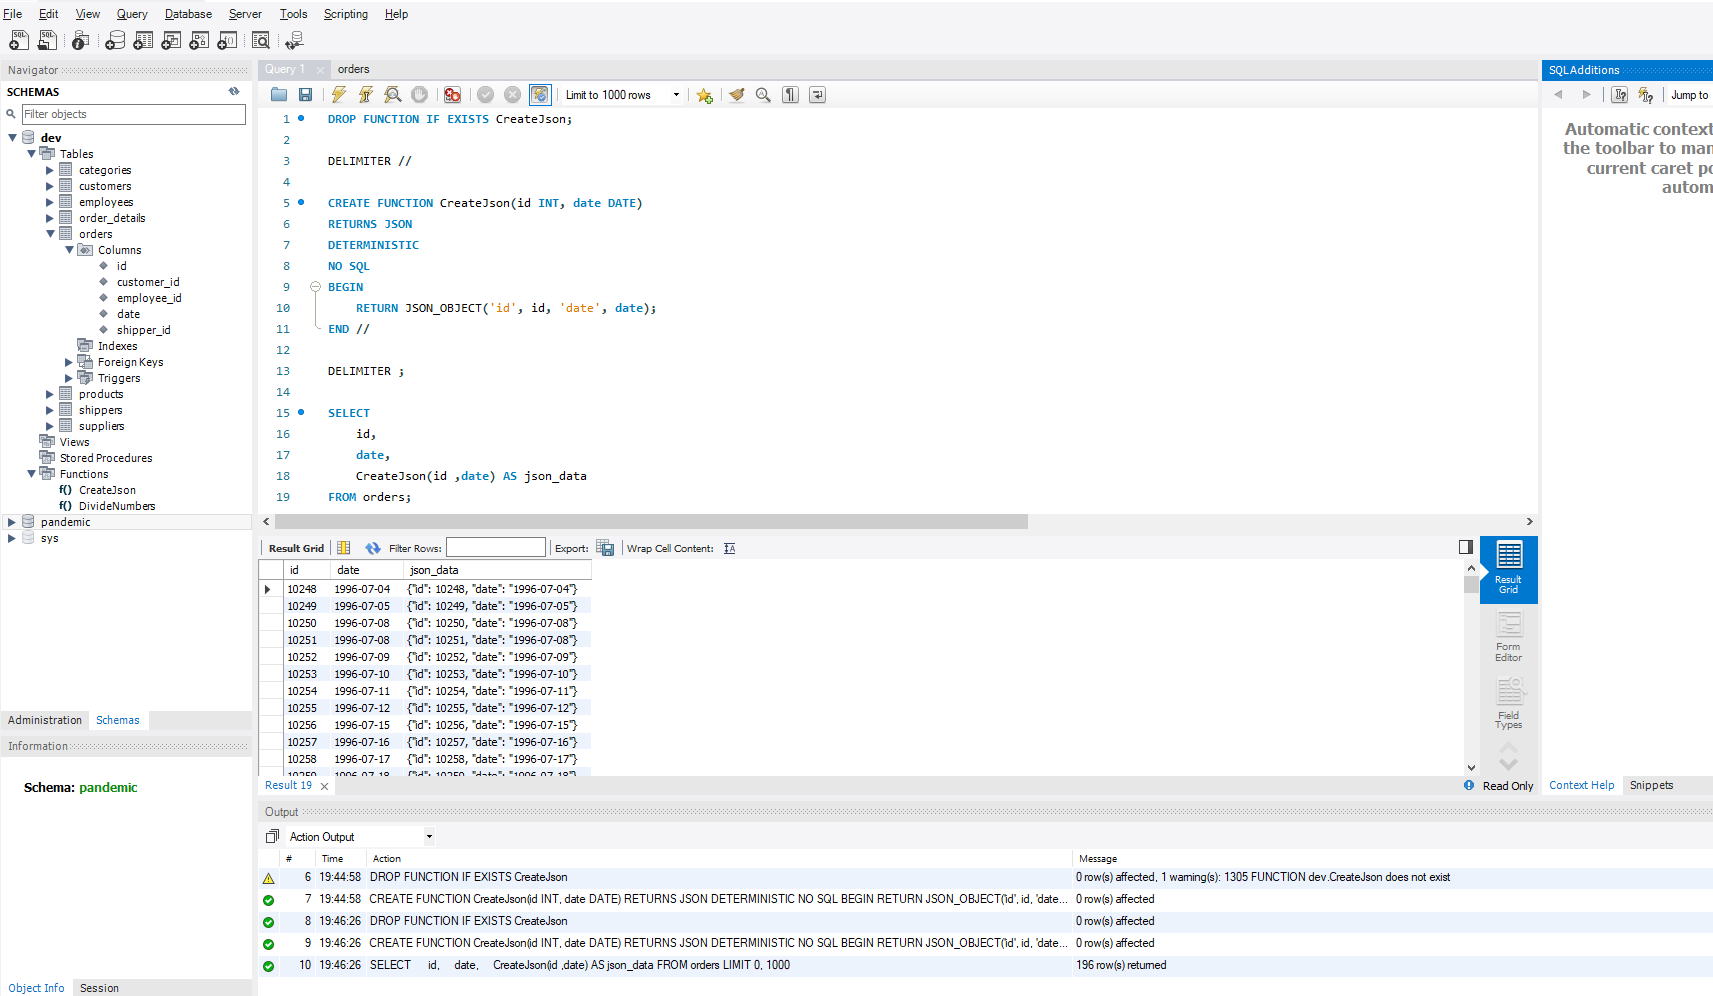 File Edit View Query Database Server Tools Scripting Help
Navigator
SCHEMAS
Filter objects
dev
Tables
categories
customers
employees
order_details
orders
Columns
id
customer_id
employee_id
date
shipper_id
Indexes
Foreign Keys
Triggers
products
shippers
suppliers
Views
Stored Procedures
Functions
f() CreateJson
f() DivideNumbers
pandemic
sys
Administration Schemas
Information
Schema: pandemic
Object Info Session
Query 1 orders
Limit to 1000 rows
1 DROP FUNCTION IF EXISTS CreateJson;
2
3 DELIMITER //
4
5 CREATE FUNCTION CreateJson(id INT, date DATE)
6 RETURNS JSON
7 DETERMINISTIC
8 NO SQL
9 BEGIN
10 RETURN JSON_OBJECT('id', id, 'date', date);
11 END //
12
13 DELIMITER ;
14
15 SELECT
16 id,
17 date,
18 CreateJson(id ,date) AS json_data
19 FROM orders;
Result Grid Filter Rows: Export: Wrap Cell Content:
id date json_data
10248 1996-07-04 {"id": 10248, "date": "1996-07-04"}
10249 1996-07-05 {"id": 10249, "date": "1996-07-05"}
10250 1996-07-08 {"id": 10250, "date": "1996-07-08"}
10251 1996-07-08 {"id": 10251, "date": "1996-07-08"}
10252 1996-07-09 {"id": 10252, "date": "1996-07-09"}
10253 1996-07-10 {"id": 10253, "date": "1996-07-10"}
10254 1996-07-11 {"id": 10254, "date": "1996-07-11"}
10255 1996-07-12 {"id": 10255, "date": "1996-07-12"}
10256 1996-07-15 {"id": 10256, "date": "1996-07-15"}
10257 1996-07-16 {"id": 10257, "date": "1996-07-16"}
10258 1996-07-17 {"id": 10258, "date": "1996-07-17"}
10259 1996-07-18 {"id": 10259, "date": "1996-07-18"}
Result Grid
Form Editor
Field Types
Result 19
Read Only
SQLAdditions
Jump to
Automatic context
the toolbar to man
current caret po
autom
Context Help Snippets
Output
Action Output
# Time Action Message
6 19:44:58 DROP FUNCTION IF EXISTS CreateJson 0 row(s) affected, 1 warning(s): 1305 FUNCTION dev.CreateJson does not exist
7 19:44:58 CREATE FUNCTION CreateJson(id INT, date DATE) RETURNS JSON DETERMINISTIC NO SQL BEGIN RETURN JSON_OBJECT('id', id, 'date... 0 row(s) affected
8 19:46:26 DROP FUNCTION IF EXISTS CreateJson 0 row(s) affected
9 19:46:26 CREATE FUNCTION CreateJson(id INT, date DATE) RETURNS JSON DETERMINISTIC NO SQL BEGIN RETURN JSON_OBJECT('id', id, 'date... 0 row(s) affected
10 19:46:26 SELECT id, date, CreateJson(id ,date) AS json_data FROM orders LIMIT 0, 1000 196 row(s) returned